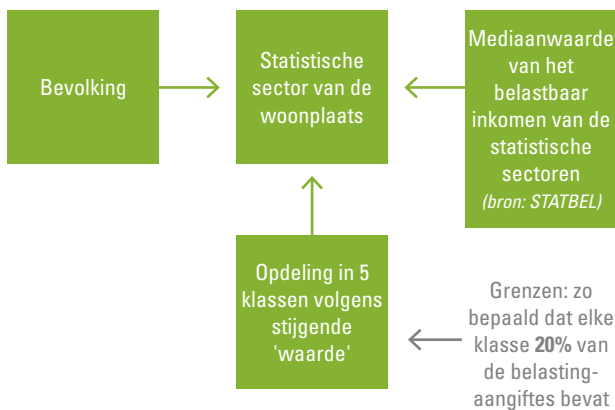 Bevolking
Statistische
sector van de
woonplaats
Mediaanwaarde
van het
belastbaar
inkomen van de
statistische
sectoren
(bron: STATBEL)
Opdeling in 5
klassen volgens
stijgende
'waarde'
Grenzen: zo
bepaald dat elke
klasse 20% van
de belasting-
aangiftes bevat